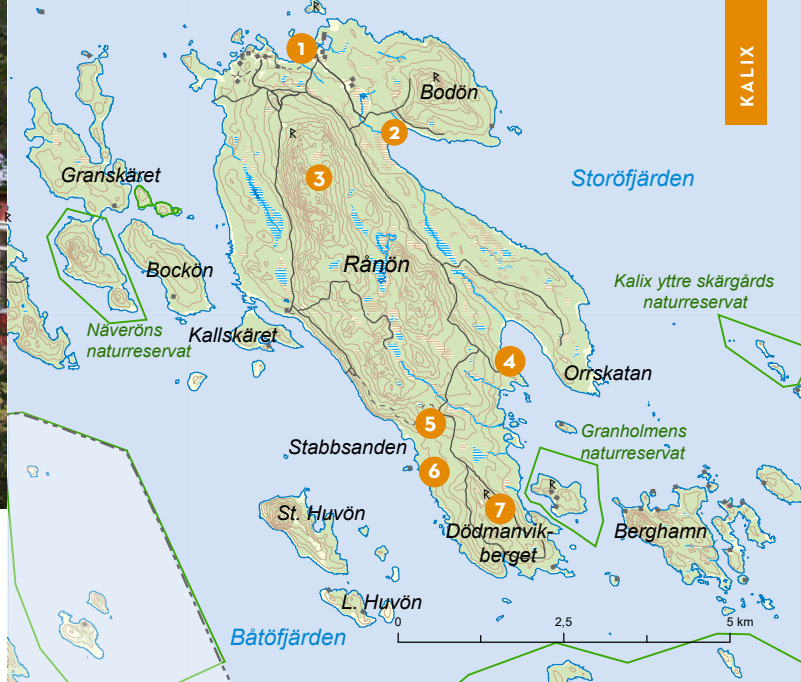 KALIX
1
R
Bodön
2
R
Granskäret
3
Storöfjärden
R
Bockön
Rånön
Kalix yttre skärgårds
naturreservat
Näveröns
naturreservat
Kallskäret
4
Orrskatan
5
Granholmens
naturreservat
Stabbsanden
6
R
R
St. Huvön
7
Dödmanvik-
berget
Berghamn
L. Huvön
Båtöfjärden
0
2,5
5 km